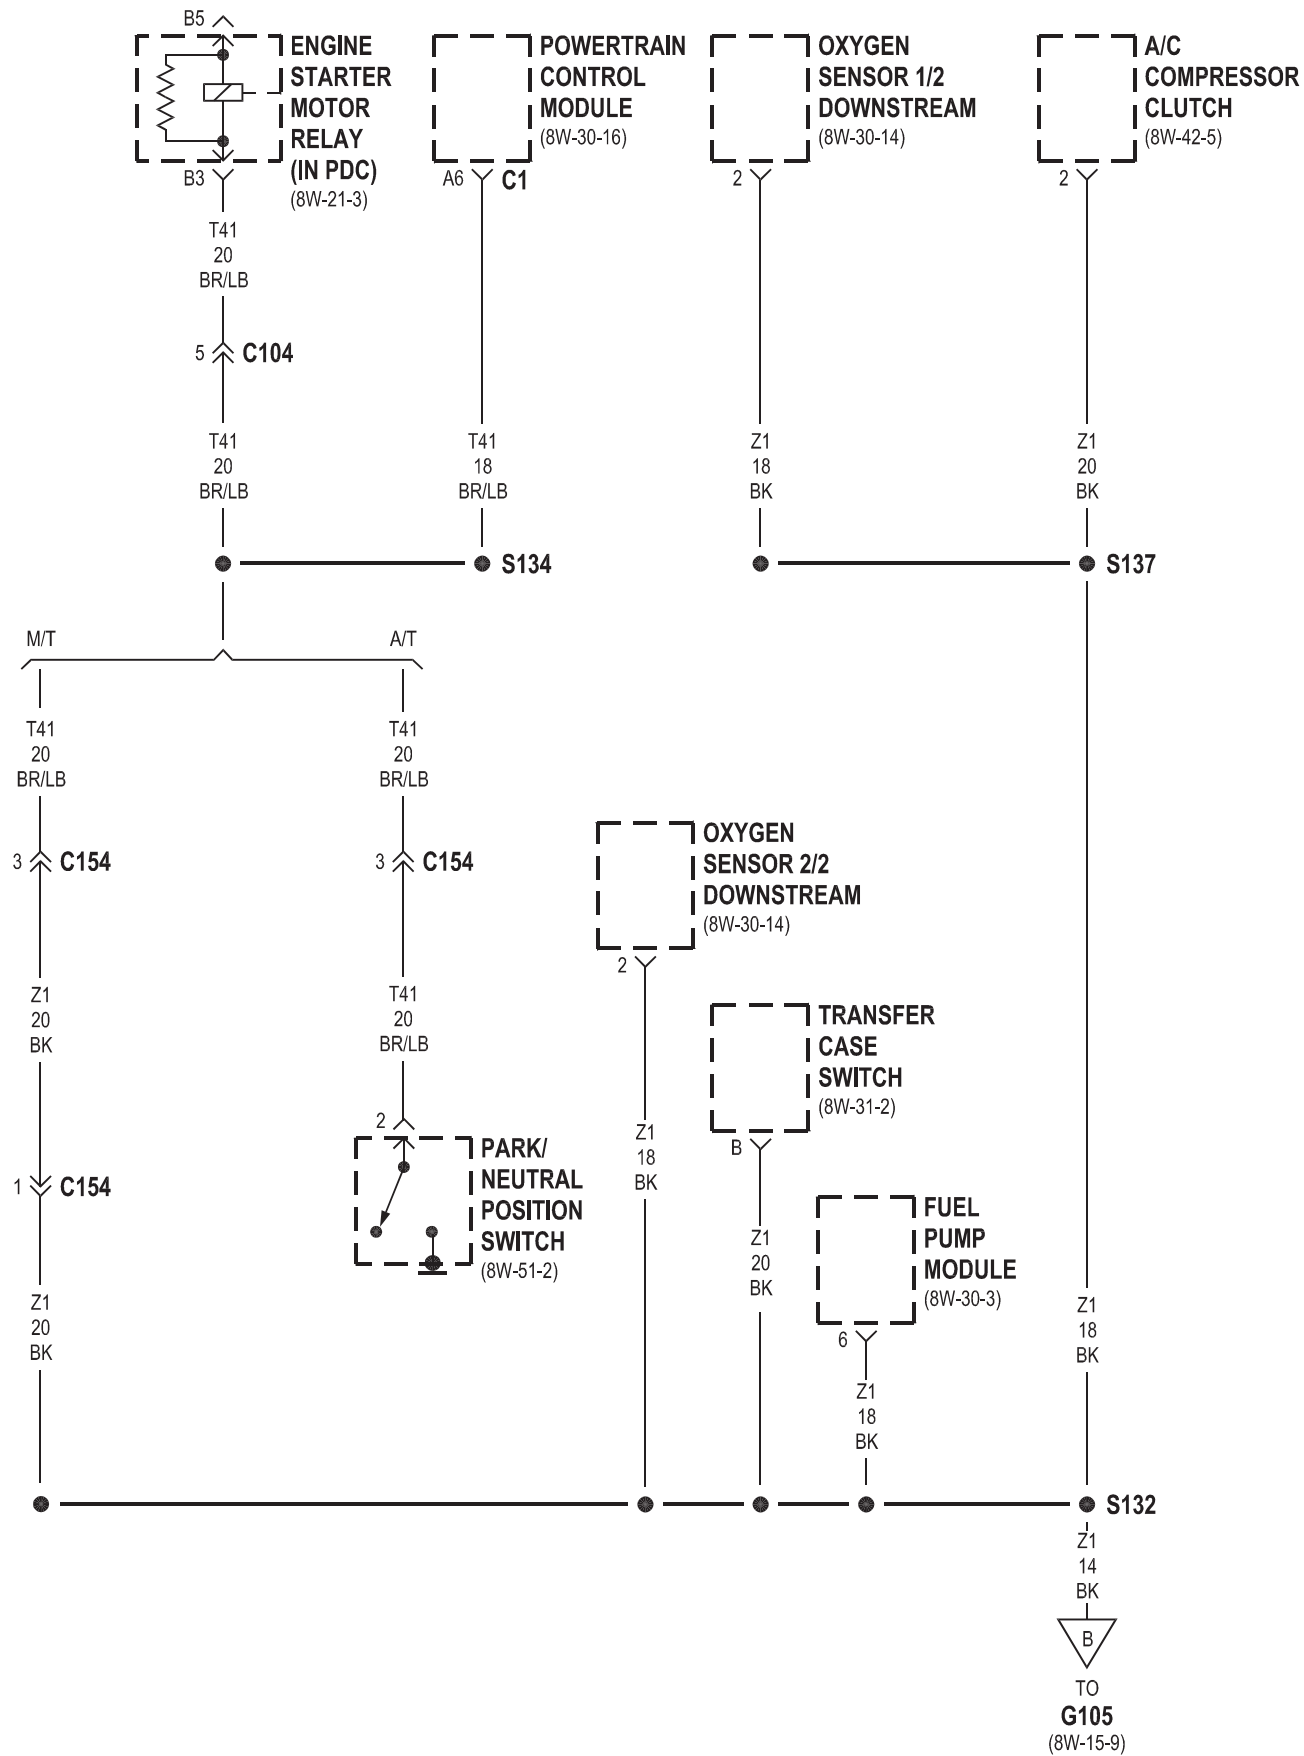 B5
ENGINE
STARTER
MOTOR
RELAY
(IN PDC)
(8W-21-3)
B3
POWERTRAIN
CONTROL
MODULE
(8W-30-16)
A6
C1
OXYGEN
SENSOR 1/2
DOWNSTREAM
(8W-30-14)
2
A/C
COMPRESSOR
CLUTCH
(8W-42-5)
2
T41
20
BR/LB
5
C104
T41
20
BR/LB
T41
18
BR/LB
Z1
18
BK
Z1
20
BK
S134
S137
M/T
A/T
T41
20
BR/LB
T41
20
BR/LB
3
C154
3
C154
OXYGEN
SENSOR 2/2
DOWNSTREAM
(8W-30-14)
2
Z1
20
BK
T41
20
BR/LB
TRANSFER
CASE
SWITCH
(8W-31-2)
B
2
PARK/
NEUTRAL
POSITION
SWITCH
(8W-51-2)
1
C154
Z1
18
BK
FUEL
PUMP
MODULE
(8W-30-3)
6
Z1
20
BK
Z1
20
BK
Z1
18
BK
Z1
18
BK
S132
Z1
14
BK
B
TO
G105
(8W-15-9)